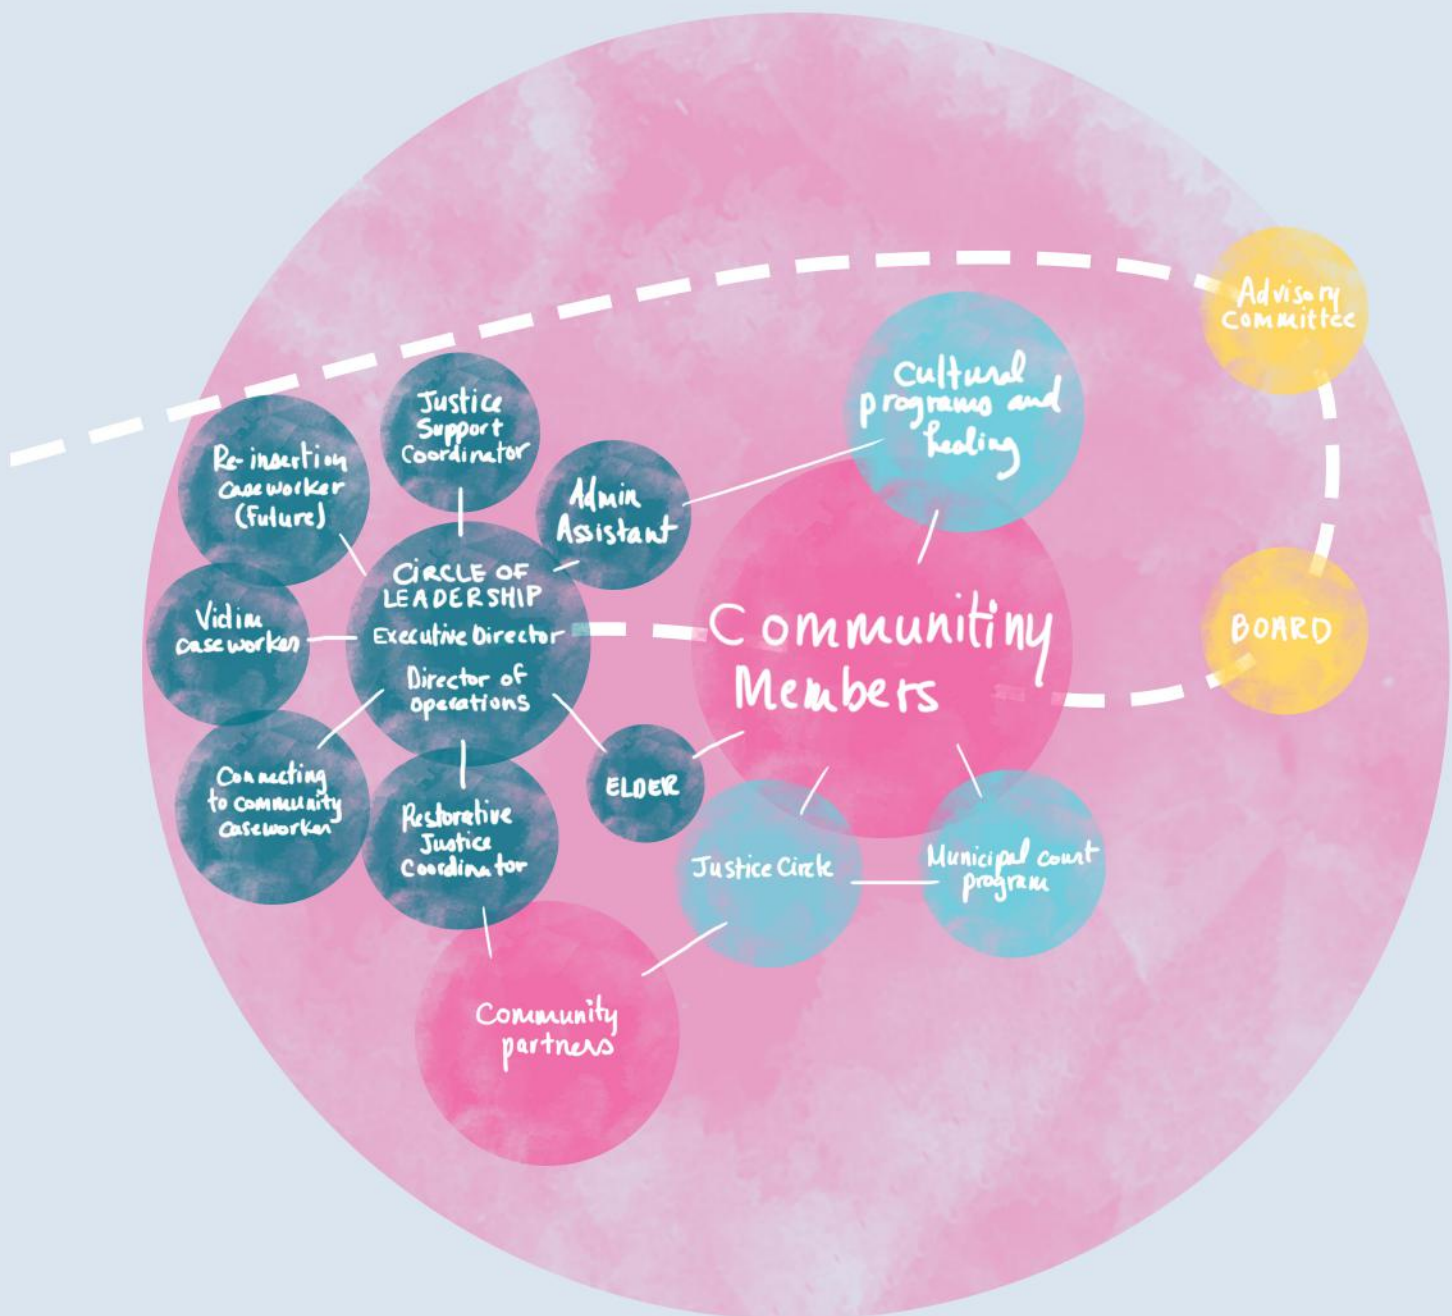 Advisory
Committee
Cultural
programs and
healing
Justice
Support
Coordinator
Re-insertion
Caseworker
(Future)
Admin
Assistant
CIRCLE OF
LEADERSHIP
Executive Director
Director of
operations
Victim
caseworker
Communitiny
Members
BOARD
Connecting
to community
caseworker
Restorative
Justice
Coordinator
ELDER
Justice Circle
Municipal court
program
Community
partners